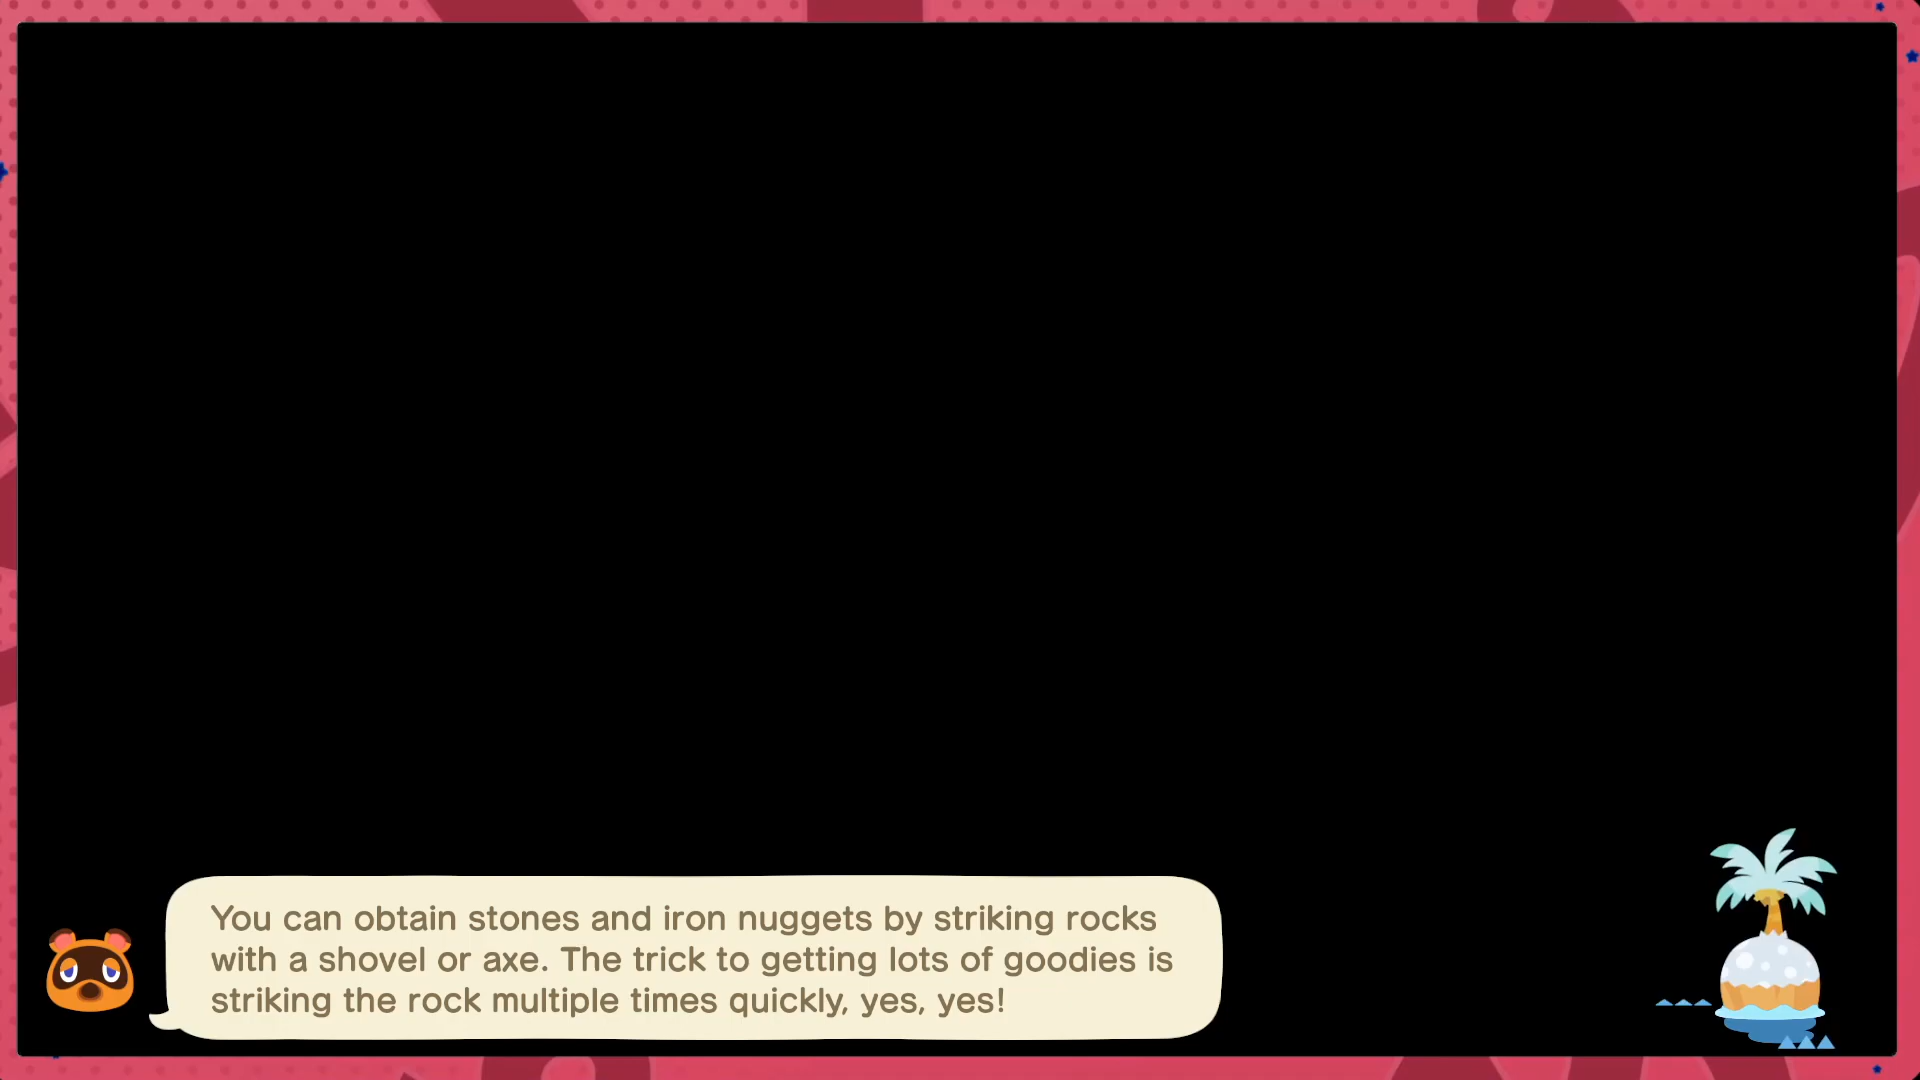 You can obtain stones and iron nuggets by striking rocks
with a shovel or axe. The trick to getting lots of goodies is
striking the rock multiple times quickly, yes, yes!